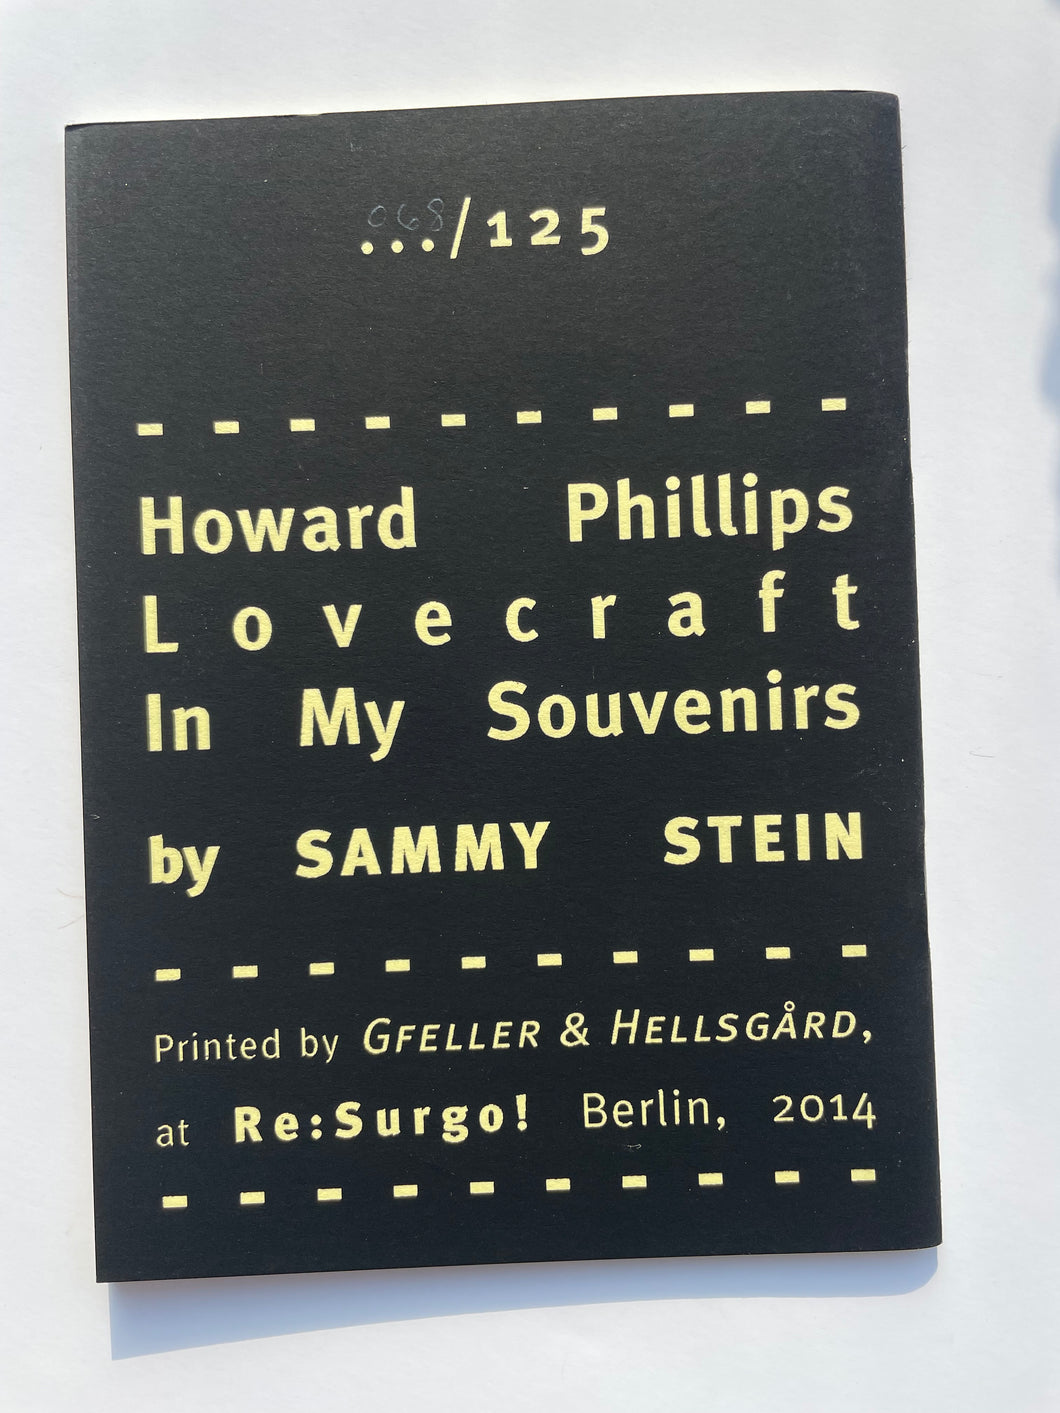 068
.../125
Howard Phillips
Lovecraft
In My Souvenirs
by SAMMY STEIN
Printed by GFELLER & HELLSGÅRD,
at Re:Surgo! Berlin, 2014